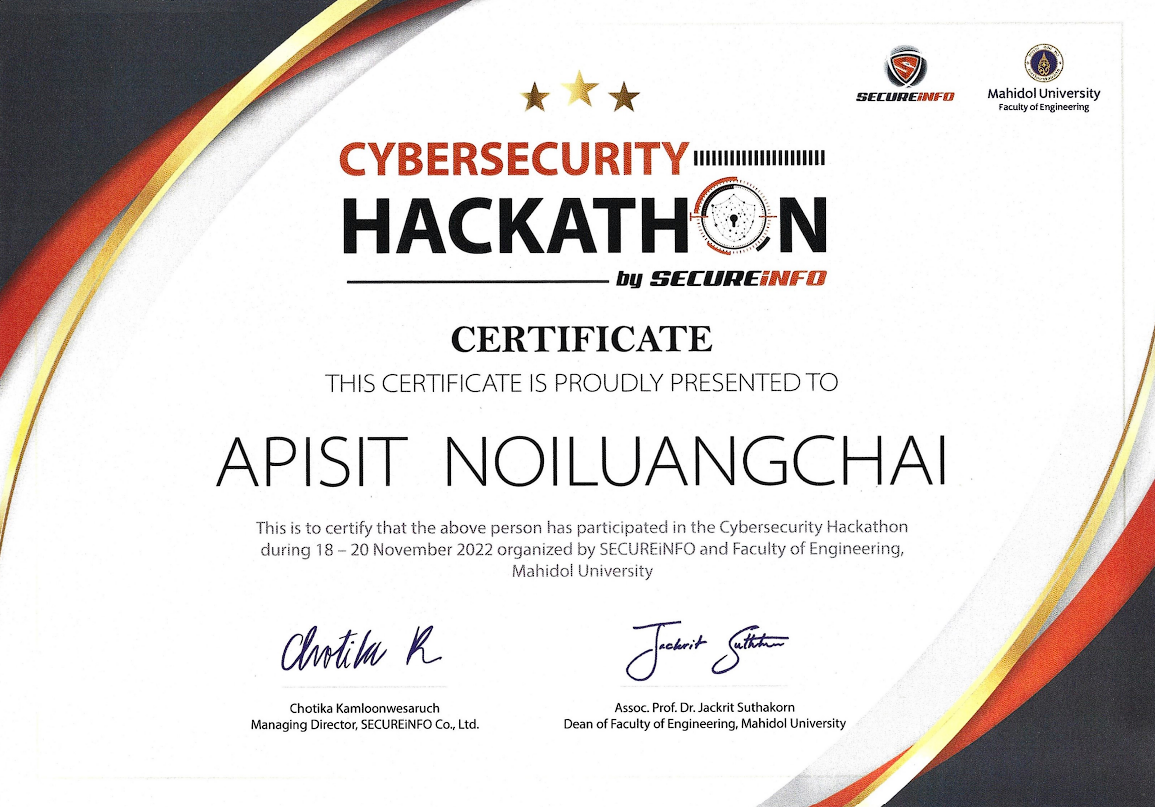 SECUREiNFO
Mahidol University
Faculty of Engineering
CYBERSECURITY
HACKATHON
by SECUREiNFO
CERTIFICATE
THIS CERTIFICATE IS PROUDLY PRESENTED TO
APISIT NOILUANGCHAI
This is to certify that the above person has participated in the Cybersecurity Hackathon
during 18 – 20 November 2022 organized by SECUREiNFO and Faculty of Engineering,
Mahidol University
Chotika R
Jackrit Suthakorn
Chotika Kamloonwesaruch
Assoc. Prof. Dr. Jackrit Suthakorn
Managing Director, SECUREiNFO Co., Ltd.
Dean of Faculty of Engineering, Mahidol University